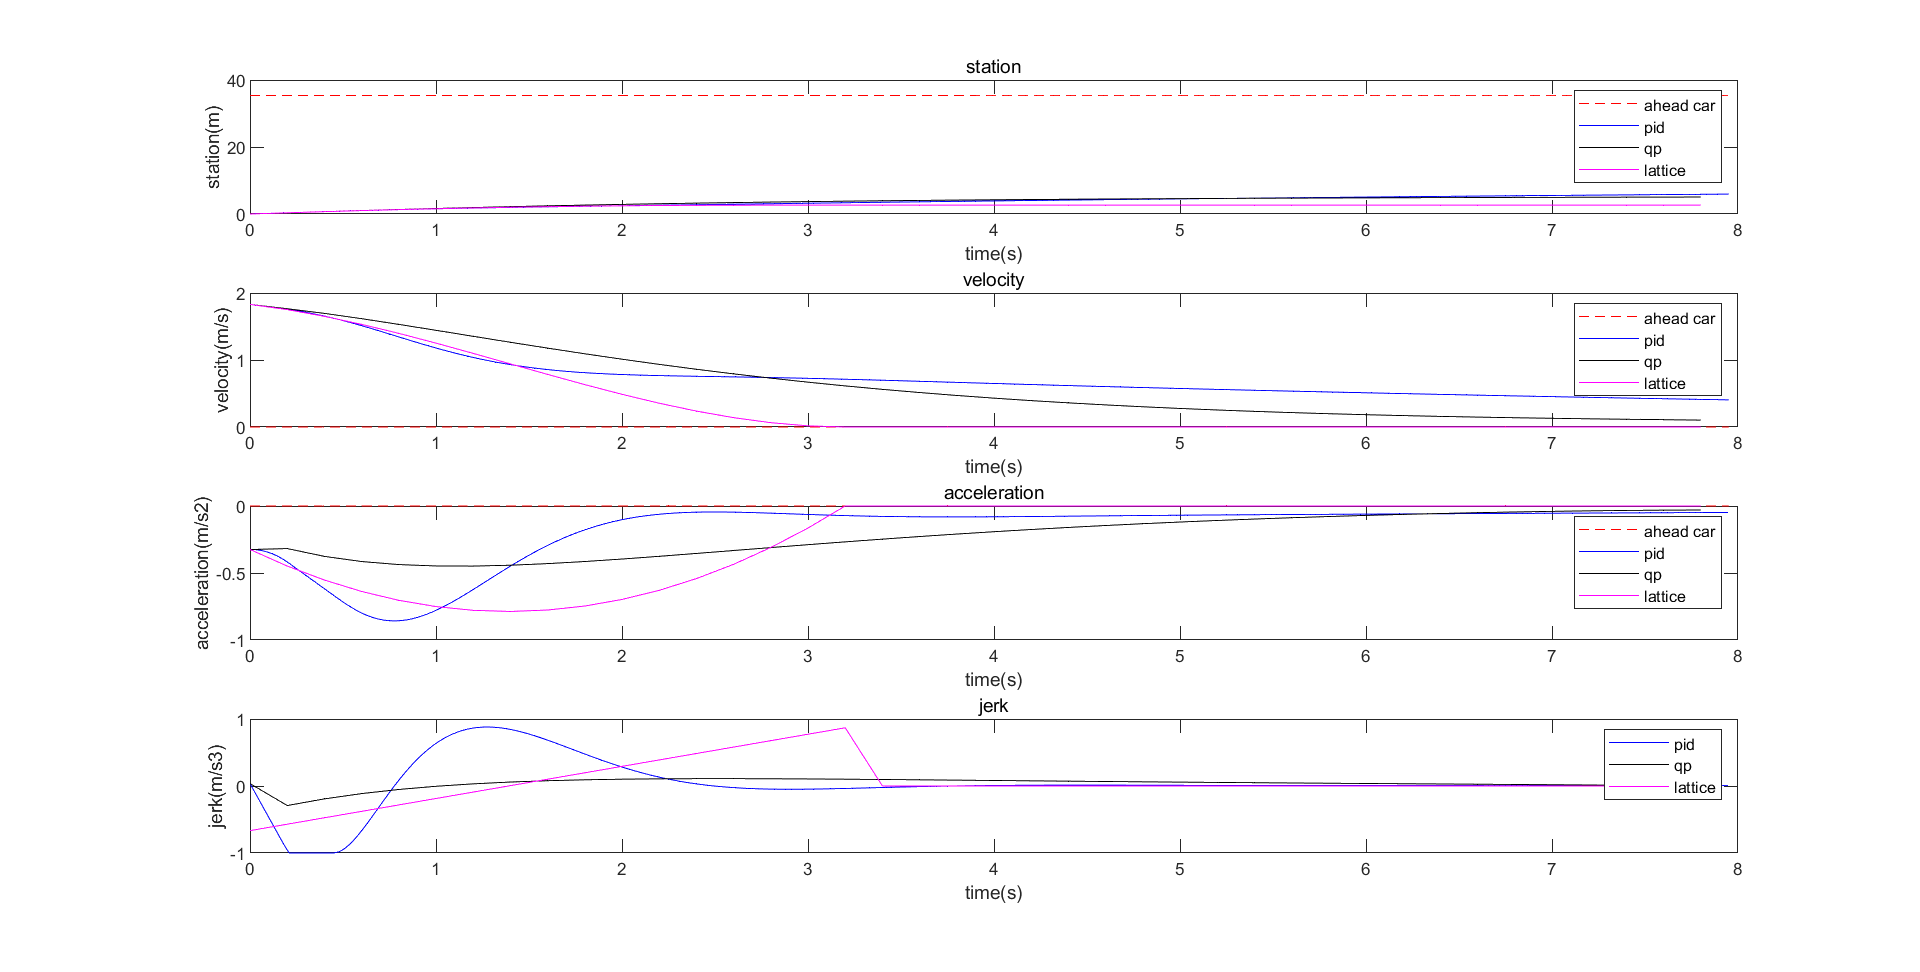 station
station(m)
40
20
0
ahead car
pid
qp
lattice
0 1 2 3 4 5 6 7 8
time(s)
velocity
velocity(m/s)
2
1
0
ahead car
pid
qp
lattice
0 1 2 3 4 5 6 7 8
time(s)
acceleration
acceleration(m/s2)
0
-0.5
-1
ahead car
pid
qp
lattice
0 1 2 3 4 5 6 7 8
time(s)
jerk
jerk(m/s3)
1
0
-1
pid
qp
lattice
0 1 2 3 4 5 6 7 8
time(s)